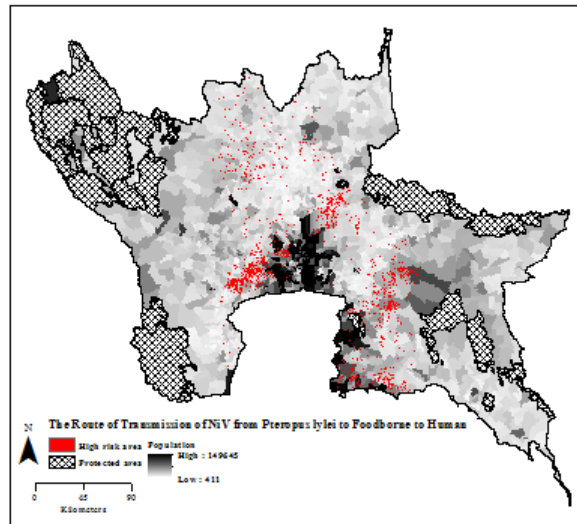 The Route of Transmission of NiV from Pteropus lylei to Foodborne to Human
N
High risk area
Protected area
Population
High : 149645
Low : 411
0 45 90
Kilometers